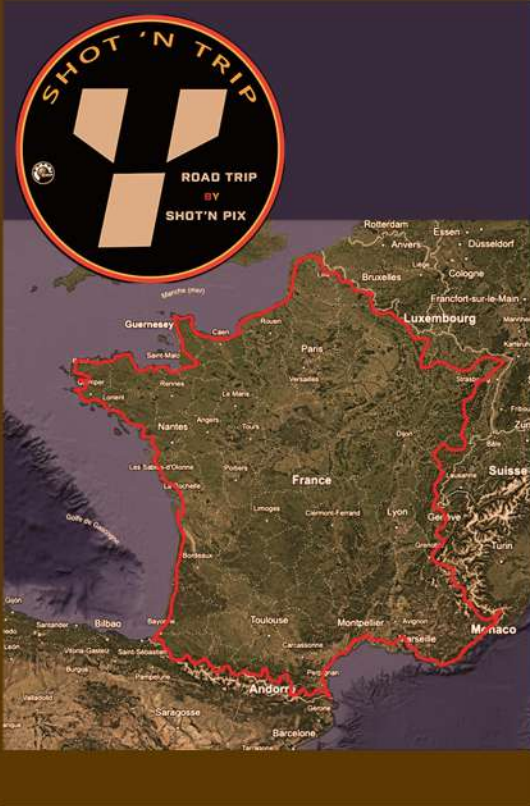 SHOT 'N TRIP
ROAD TRIP
BY
SHOT'N PIX
Rotterdam
Essen
Anvers
Düsseldorf
Liège
Bruxelles
Cologne
Manche (mer)
Francfort-sur-le-Main
Guernesey
Caen
Rouen
Luxembourg
Paris
Saint-Malo
Versailles
Quimper
Lorient
Rennes
Le Mans
Nantes
Angers
Tours
Dijon
Bâle
Les Sables-d'Olonne
Poitiers
Lausanne
Suisse
La Rochelle
France
Limoges
Clermont-Ferrand
Lyon
Genève
Golfe de Gascogne
Turin
Bordeaux
Gijón
Santander
Bilbao
Bayonne
Toulouse
Montpellier
Avignon
Marseille
Monaco
León
Vitoria-Gasteiz
Saint-Sébastien
Carcassonne
Burgos
Pampelune
Andorre
Perpignan
Valladolid
Saragosse
Gérone
Barcelone
Tarragone